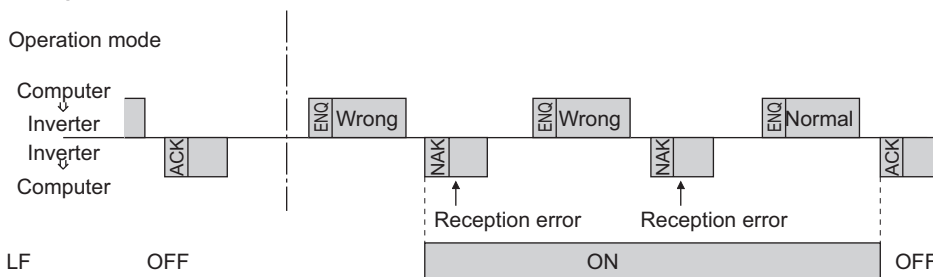 Operation mode
Computer
Inverter
ENQ Wrong ENQ Wrong ENQ Normal
Inverter
Computer
ACK NAK NAK ACK
Reception error Reception error
LF OFF ON OFF